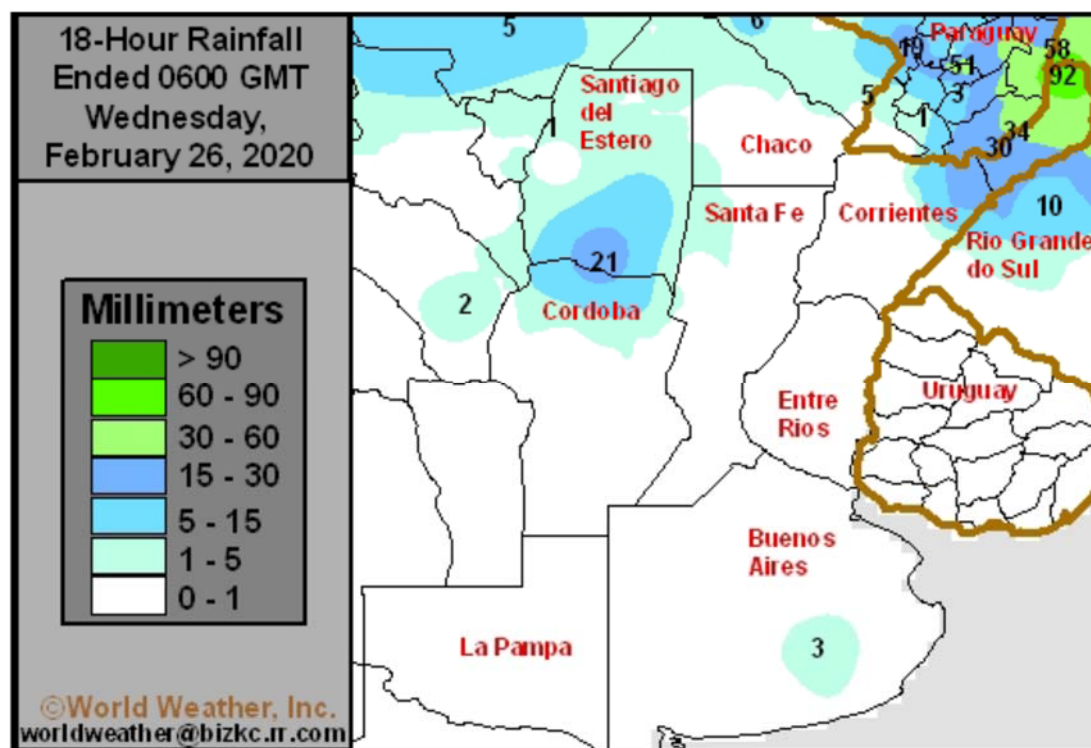 18-Hour Rainfall
Ended 0600 GMT
Wednesday,
February 26, 2020
Millimeters
> 90
60 - 90
30 - 60
15 - 30
5 - 15
1 - 5
0 - 1
©World Weather, Inc.
worldweather@bizkc.rr.com
5
6
Paraguay
19
58
51
92
Santiago
del
Estero
5
3
1
1
34
Chaco
30
Santa Fe
Corrientes
10
Rio Grande
do Sul
21
2
Cordoba
Uruguay
Entre
Rios
Buenos
Aires
La Pampa
3